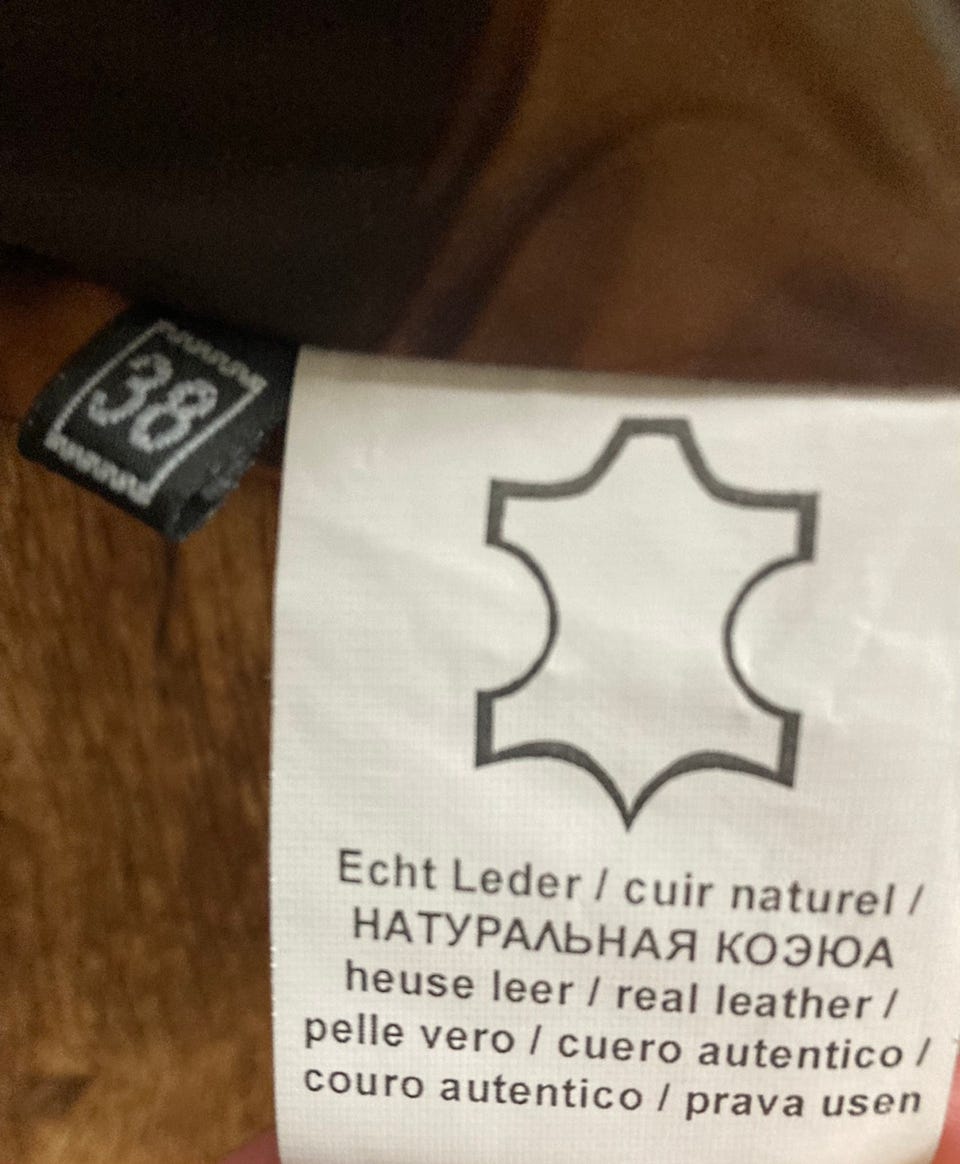 38
Echt Leder / cuir naturel /
НАТУРАЛЬНАЯ КОЭЮА
heuse leer / real leather /
pelle vero / cuero autentico /
couro autentico / prava usen